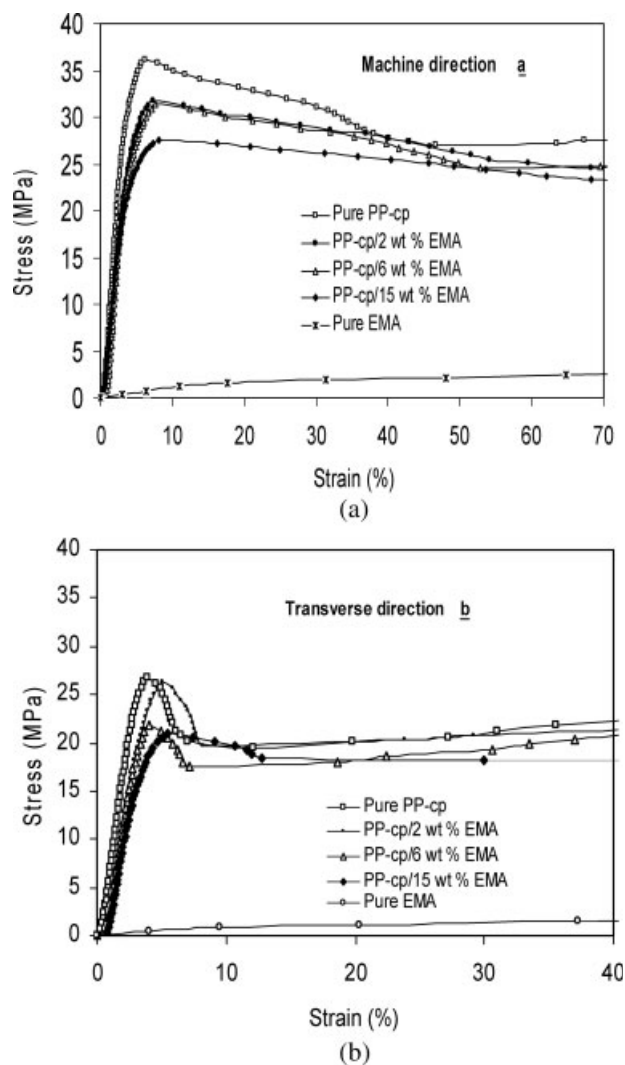 40
35
30
25
20
15
10
5
0
Stress (MPa)
Machine direction a
Pure PP-cp
PP-cp/2 wt % EMA
PP-cp/6 wt % EMA
PP-cp/15 wt % EMA
Pure EMA
0 10 20 30 40 50 60 70
Strain (%)
(a)
40
35
30
25
20
15
10
5
0
Stress (MPa)
Transverse direction b
Pure PP-cp
PP-cp/2 wt % EMA
PP-cp/6 wt % EMA
PP-cp/15 wt % EMA
Pure EMA
0 10 20 30 40
Strain (%)
(b)